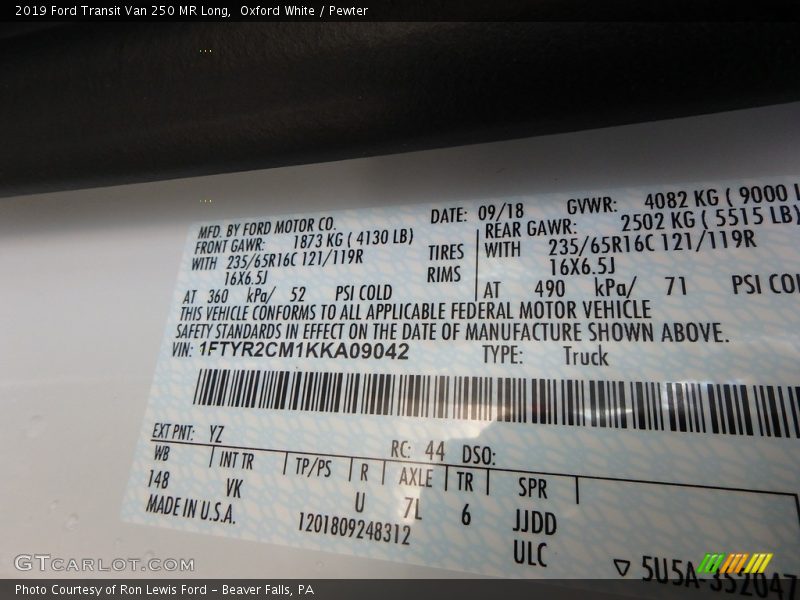 2019 Ford Transit Van 250 MR Long, Oxford White / Pewter
MFD. BY FORD MOTOR CO. DATE: 09/18 GVWR: 4082 KG ( 9000 L
FRONT GAWR: 1873 KG ( 4130 LB) REAR GAWR: 2502 KG ( 5515 LB)
WITH 235/65R16C 121/119R TIRES WITH 235/65R16C 121/119R
16X6.5J RIMS 16X6.5J
AT 360 kPa/ 52 PSI COLD AT 490 kPa/ 71 PSI COL
THIS VEHICLE CONFORMS TO ALL APPLICABLE FEDERAL MOTOR VEHICLE
SAFETY STANDARDS IN EFFECT ON THE DATE OF MANUFACTURE SHOWN ABOVE.
VIN: 1FTYR2CM1KKA09042 TYPE: Truck
EXT PNT: YZ RC: 44 DSO:
WB INT TR TP/PS R AXLE TR SPR
148 VK U 7L 6 JJDD
MADE IN U.S.A. 1201809248312 ULC
5U5A-3520472
GTCARLOT.COM
Photo Courtesy of Ron Lewis Ford - Beaver Falls, PA